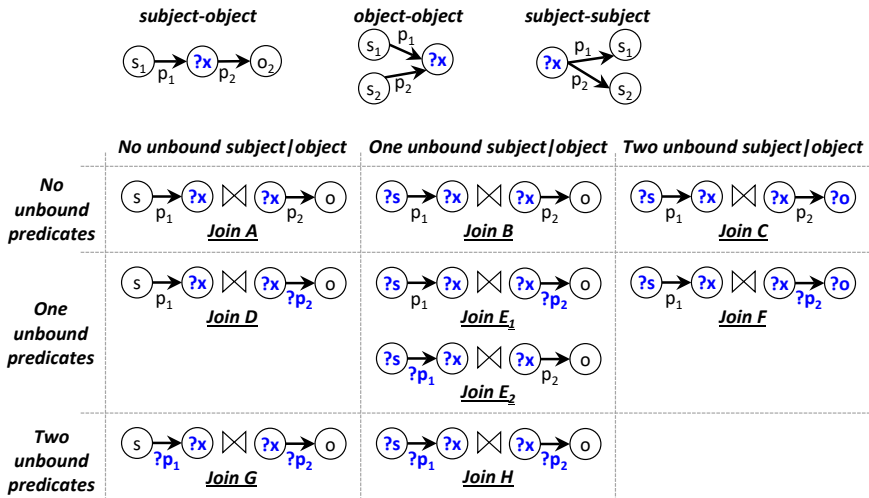 subject-object object-object subject-subject
s1 p1 ?x p2 o2
s1 p1 s2 p2 ?x
?x p1 s1 p2 s2
No unbound subject|object One unbound subject|object Two unbound subject|object
No unbound predicates
s p1 ?x ⋈ ?x p2 o
Join A
?s p1 ?x ⋈ ?x p2 o
Join B
?s p1 ?x ⋈ ?x p2 ?o
Join C
One unbound predicates
s p1 ?x ⋈ ?x ?p2 o
Join D
?s p1 ?x ⋈ ?x ?p2 o
Join E1
?s p1 ?x ⋈ ?x ?p2 ?o
Join F
?s ?p1 ?x ⋈ ?x p2 o
Join E2
Two unbound predicates
s ?p1 ?x ⋈ ?x ?p2 o
Join G
?s ?p1 ?x ⋈ ?x ?p2 o
Join H